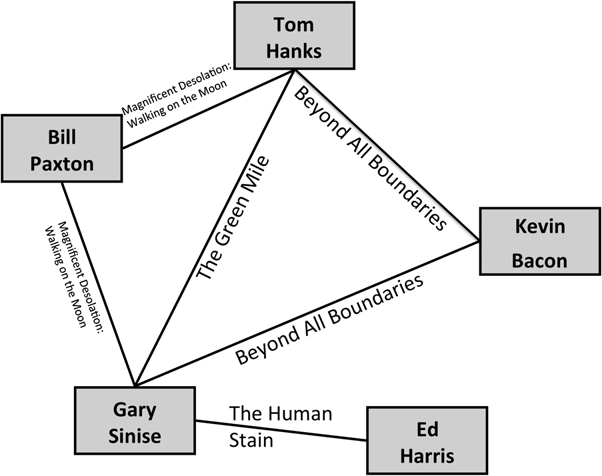 Tom
Hanks
Magnificent Desolation:
Walking on the Moon
Bill
Paxton
Beyond All Boundaries
The Green Mile
Kevin
Bacon
Magnificent Desolation:
Walking on the Moon
Beyond All Boundaries
Gary
Sinise
The Human
Stain
Ed
Harris